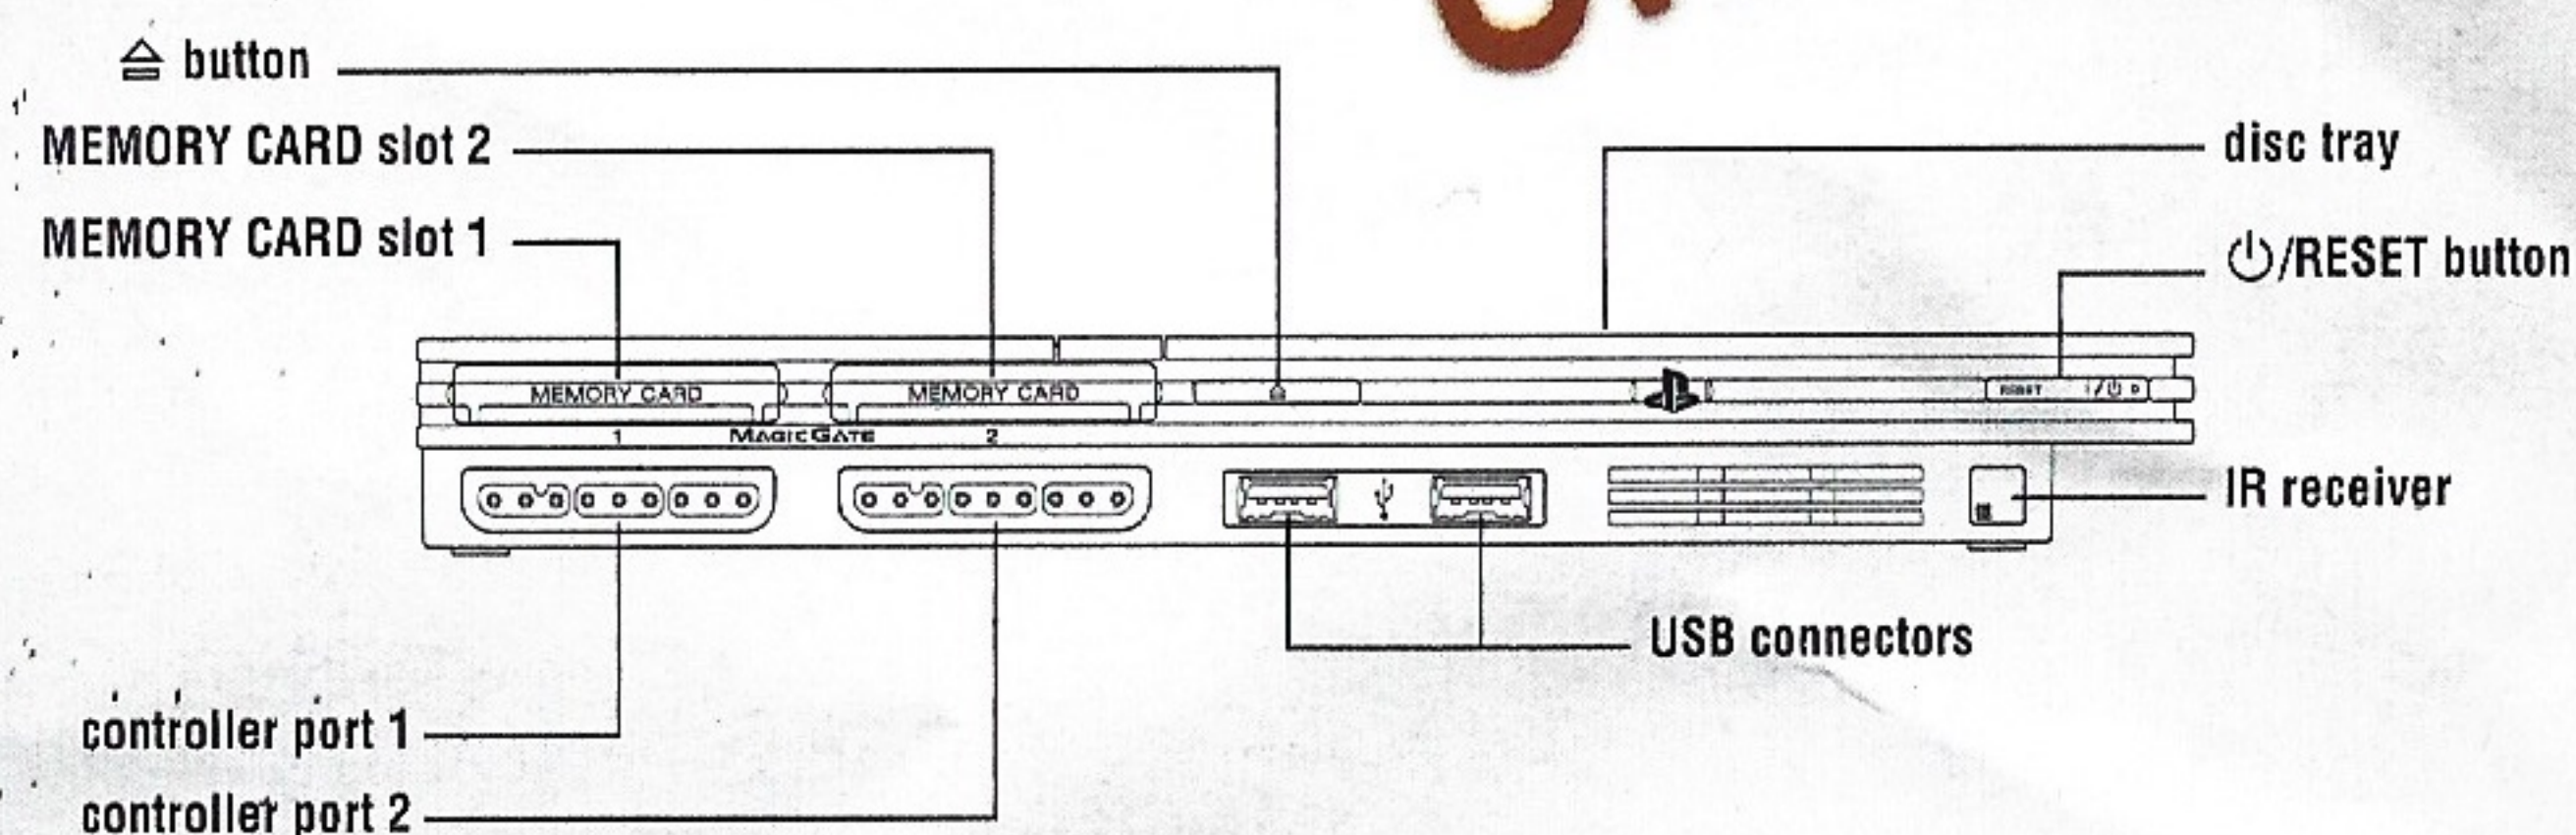 ⏏ button
MEMORY CARD slot 2
MEMORY CARD slot 1
disc tray
⏻/RESET button
MEMORY CARD
MEMORY CARD
RESET
1
MAGICGATE
2
IR receiver
USB connectors
controller port 1
controller port 2